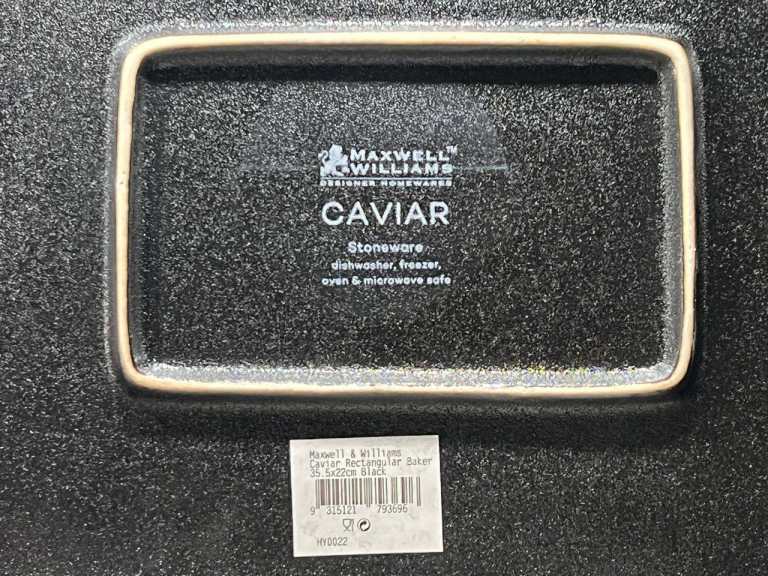 MAXWELL™
WILLIAMS
DESIGNER HOMEWARES
CAVIAR
Stoneware
dishwasher, freezer,
oven & microwave safe
Maxwell & Williams
Caviar Rectangular Baker
35.5x22cm Black
9 315121 793696
HY0022